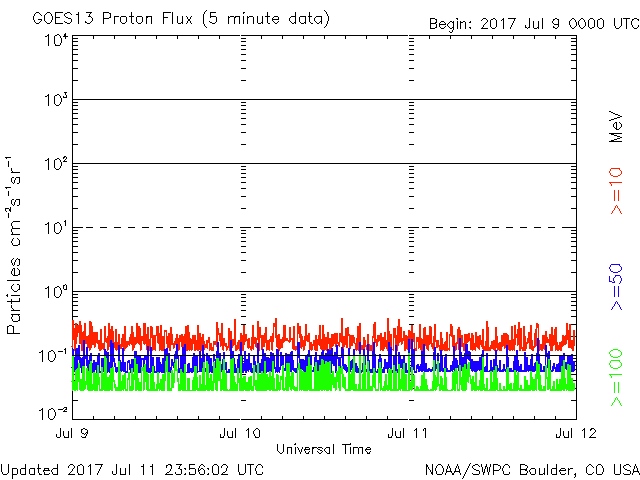 GOES13 Proton Flux (5 minute data)
Begin: 2017 Jul 9 0000 UTC
10⁴
10³
10²
10¹
10⁰
10⁻¹
10⁻²
Particles cm⁻²s⁻¹sr⁻¹
MeV
>=10
>=50
>=100
Jul 9
Jul 10
Jul 11
Jul 12
Universal Time
Updated 2017 Jul 11 23:56:02 UTC
NOAA/SWPC Boulder, CO USA